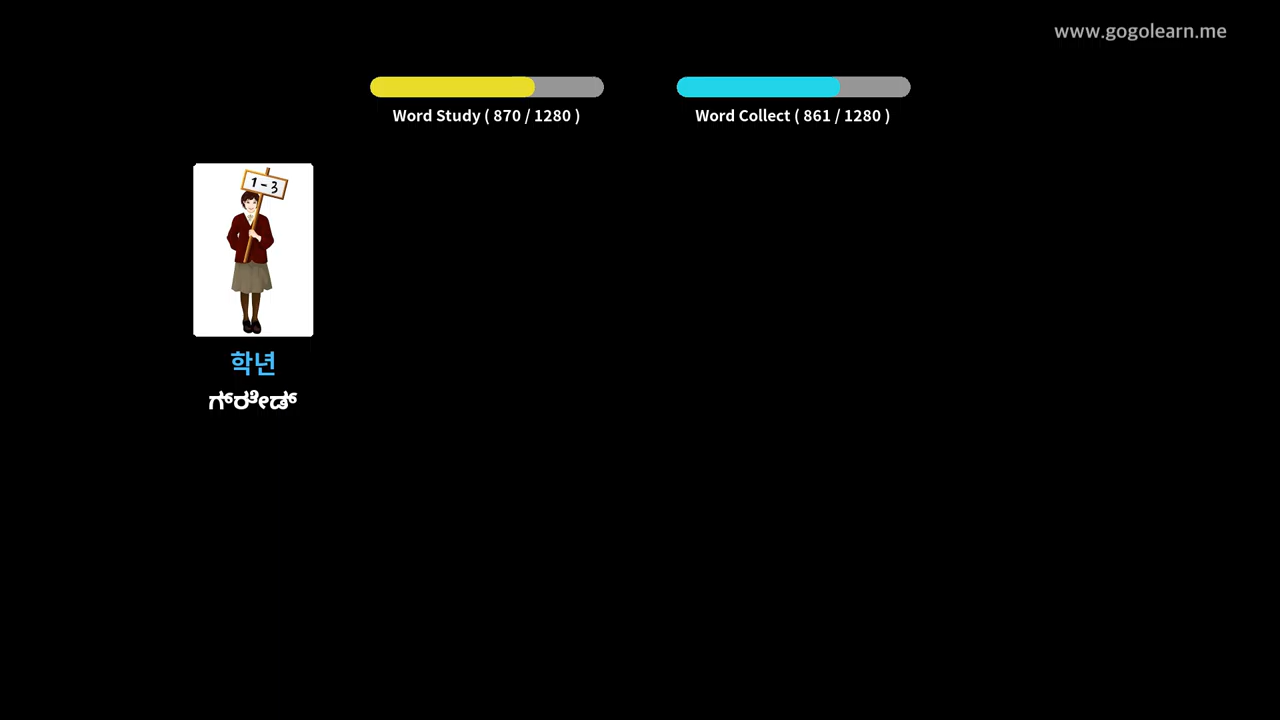 www.gogolearn.me
Word Study ( 870 / 1280 )
Word Collect ( 861 / 1280 )
1 - 3
학년
ಗ್ರೇಡ್